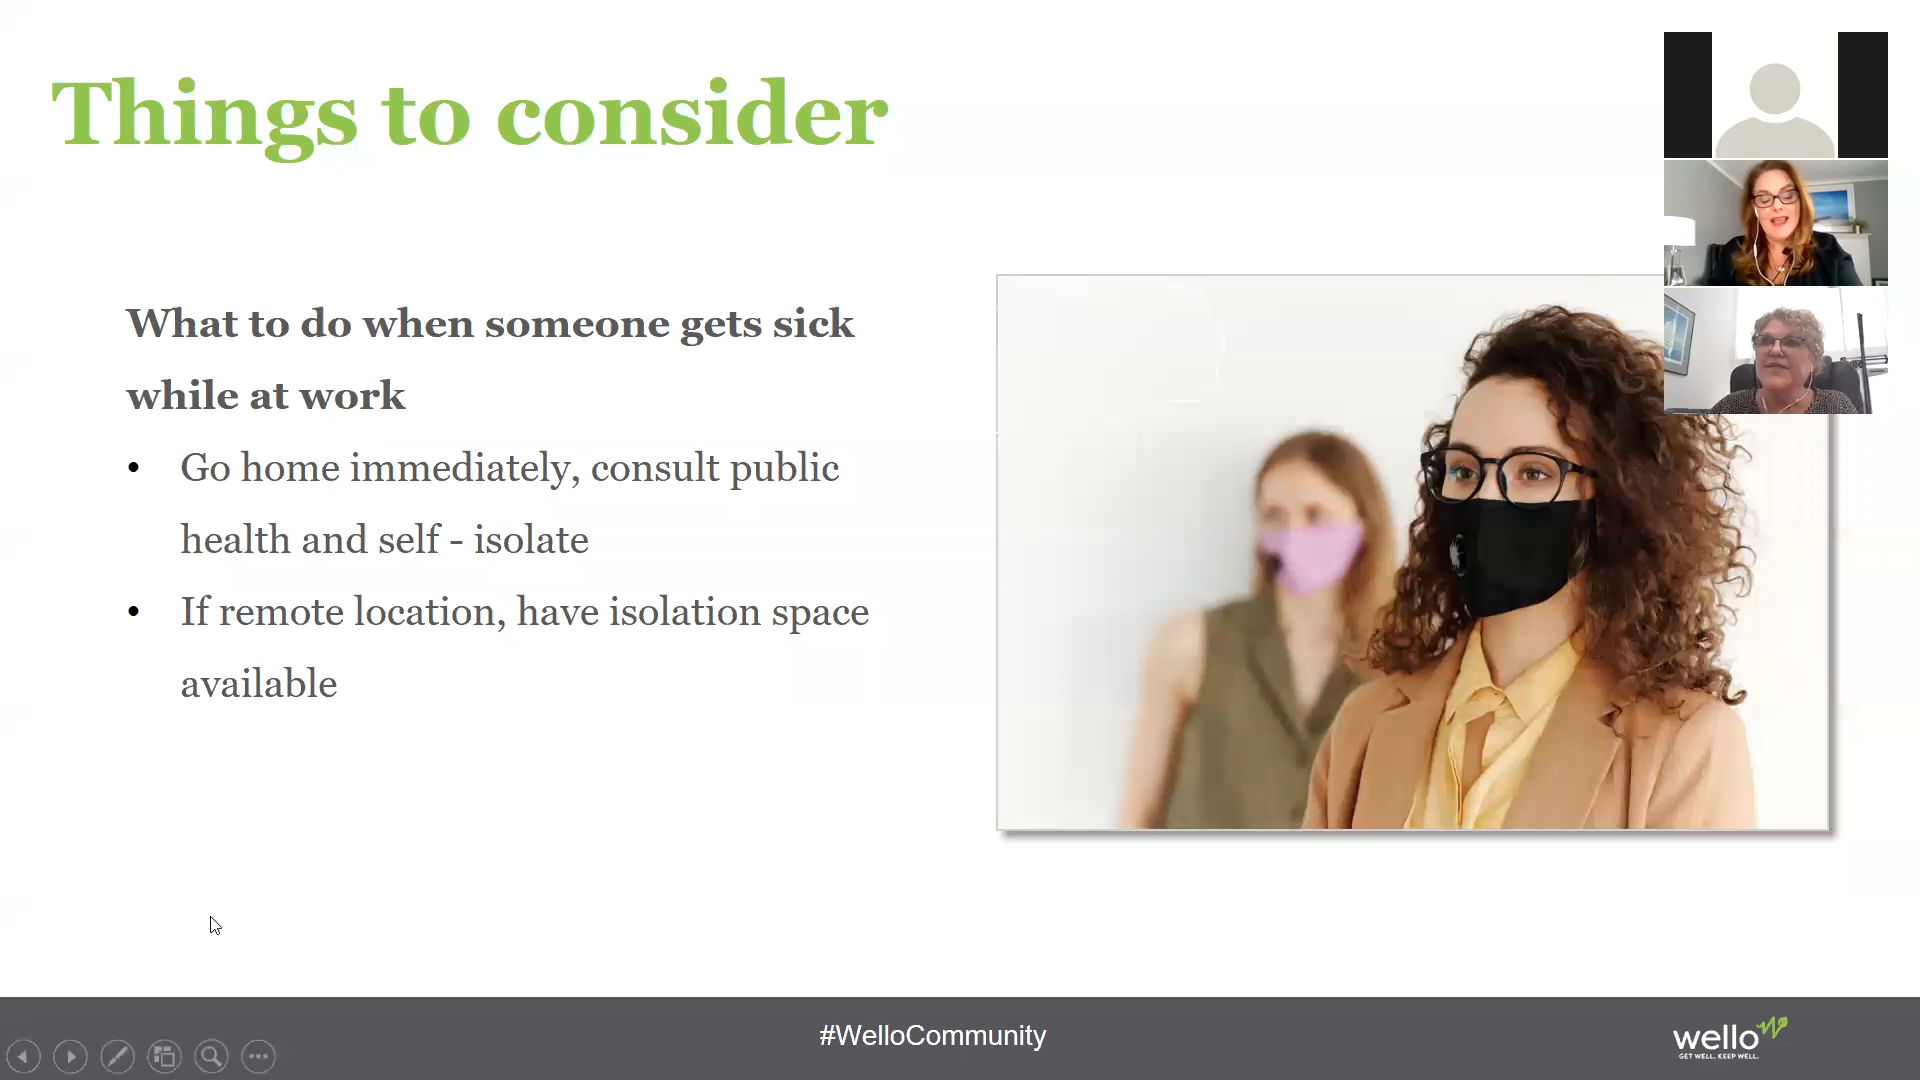 Things to consider
What to do when someone gets sick
while at work
• Go home immediately, consult public
health and self - isolate
• If remote location, have isolation space
available
#WelloCommunity
wello
GET WELL. KEEP WELL.